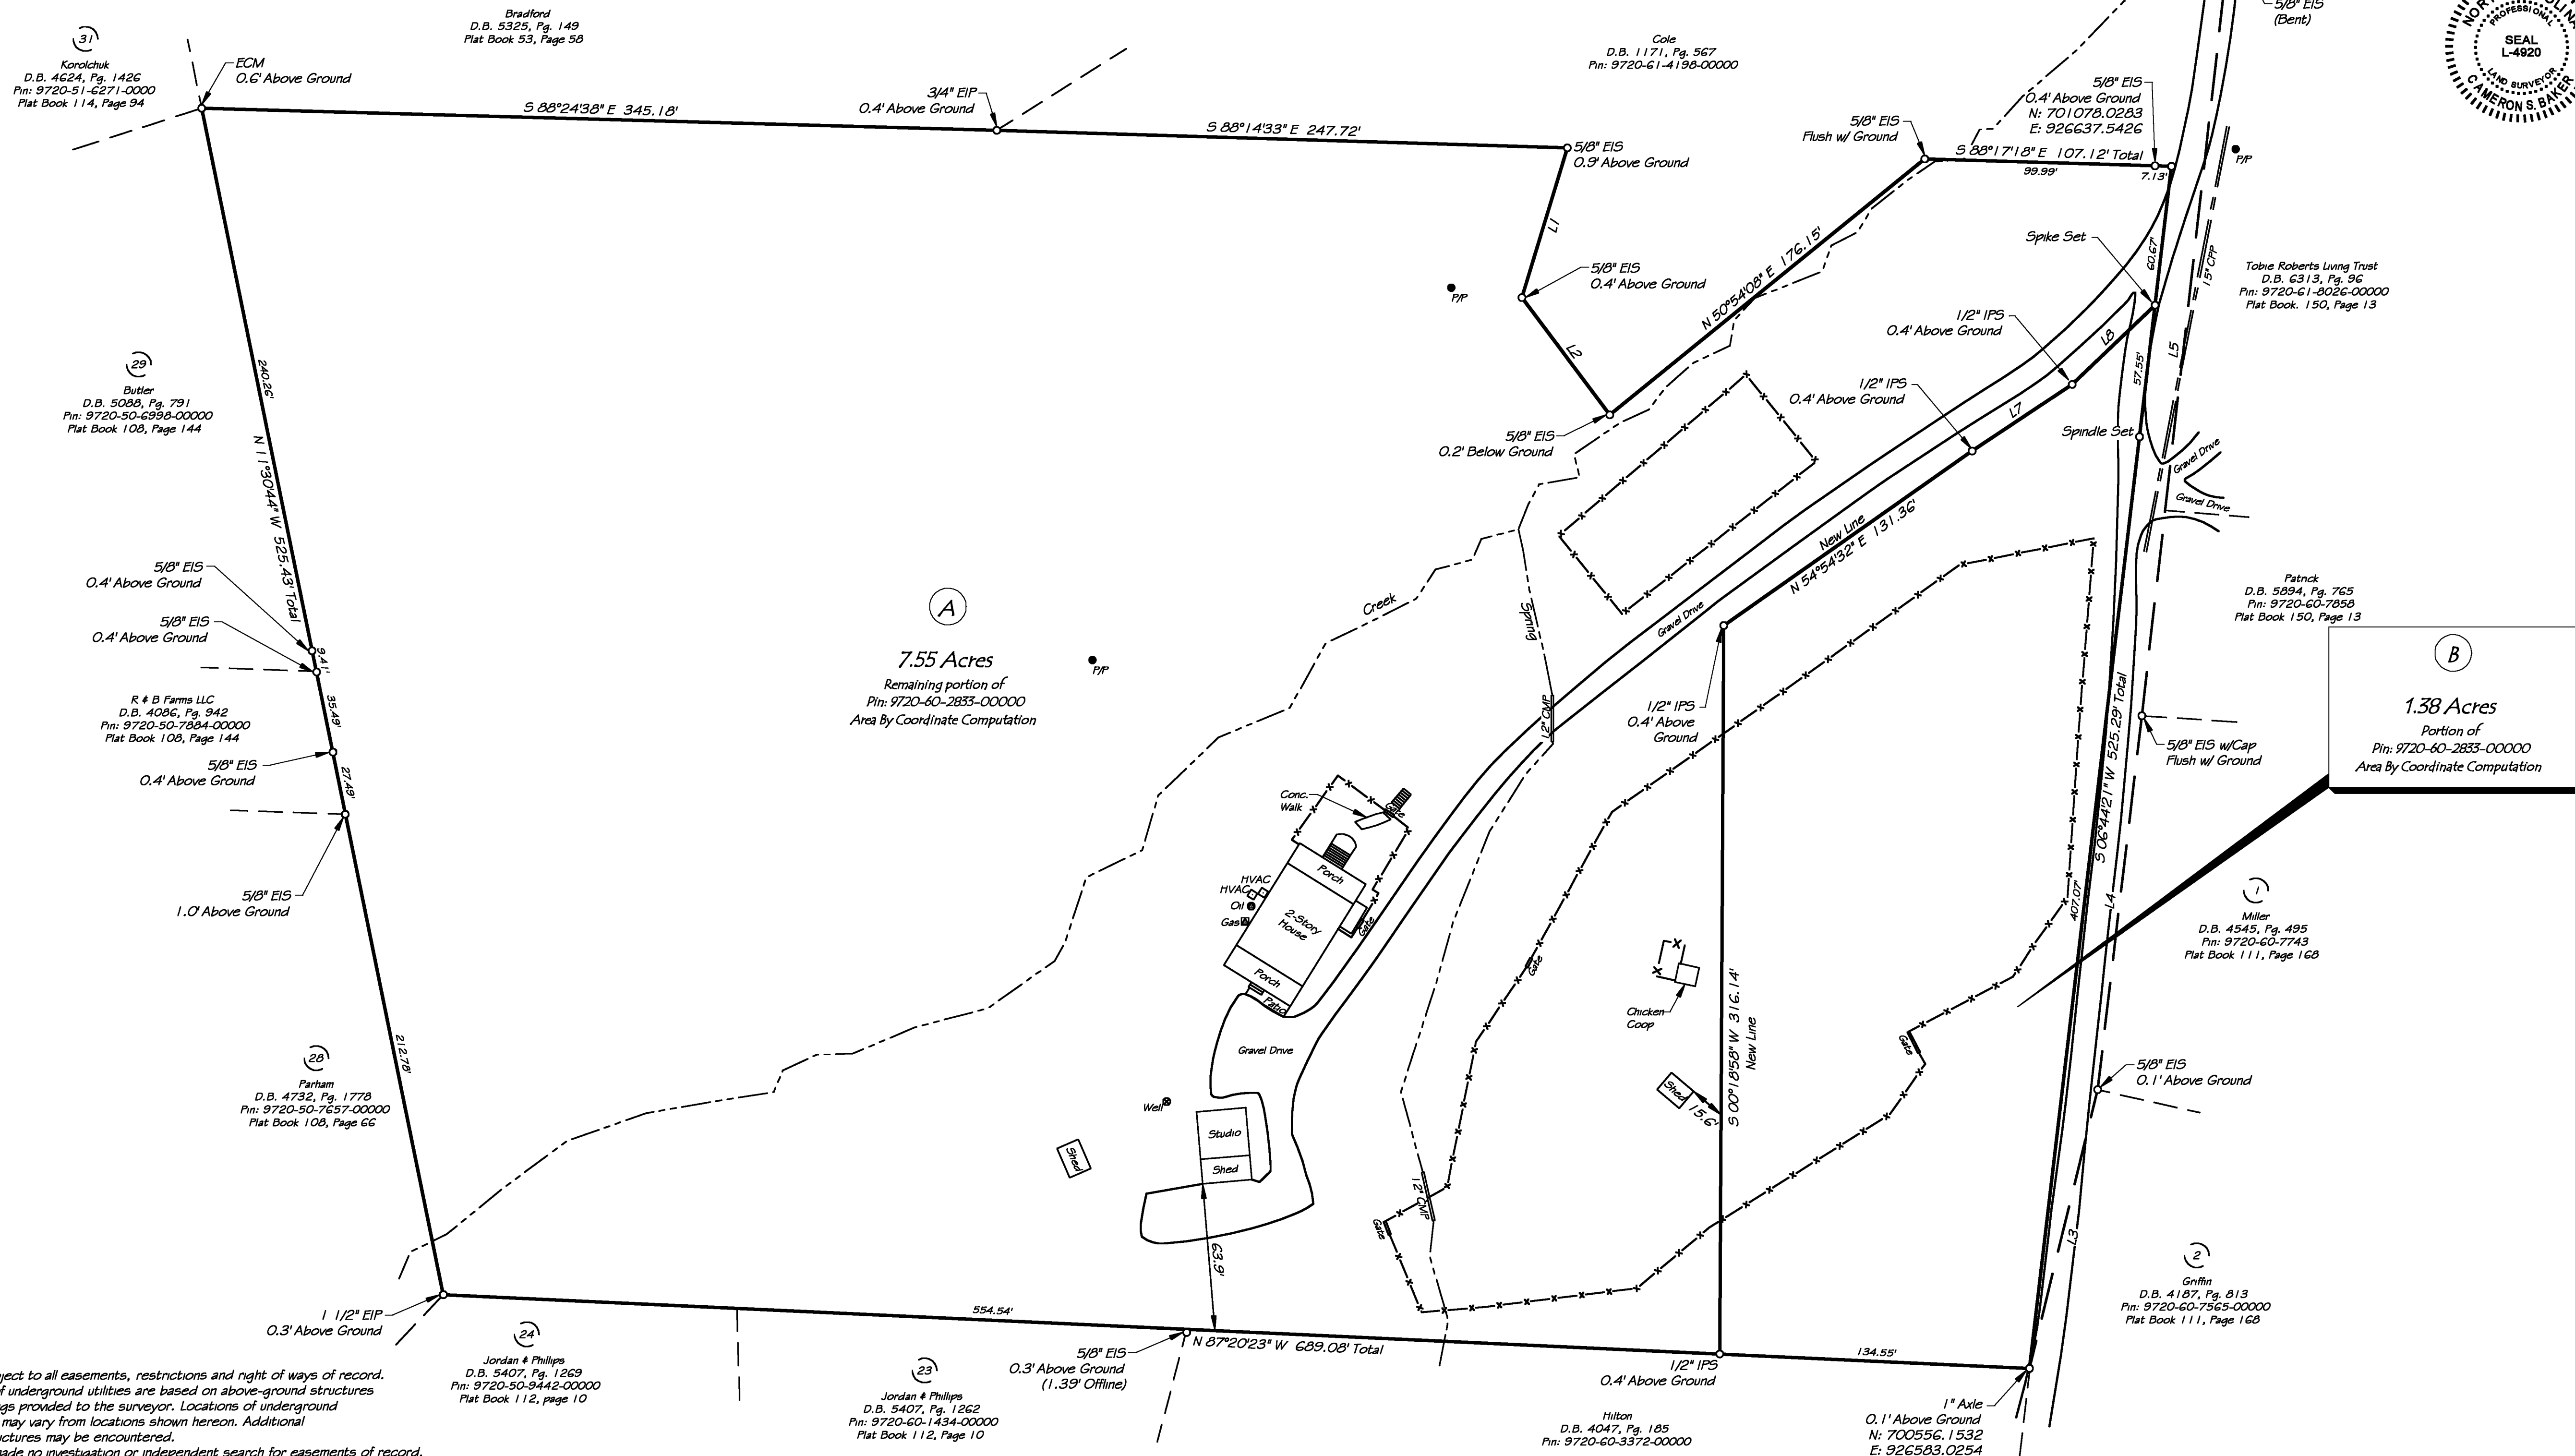 Bradford
D.B. 5325, Pg. 149
Plat Book 53, Page 58
31
Korolchuk
D.B. 4624, Pg. 1426
Pin: 9720-51-6271-0000
Plat Book 114, Page 94
ECM
0.6' Above Ground
S 88°24'38" E 345.18'
3/4" EIP
0.4' Above Ground
S 88°14'33" E 247.72'
5/8" EIS
0.9' Above Ground
Cole
D.B. 1171, Pg. 567
Pin: 9720-61-4198-00000
5/8" EIS
Flush w/ Ground
5/8" EIS
0.4' Above Ground
N: 701078.0283
E: 926637.5426
S 88°17'18" E 107.12' Total
99.99'
7.13'
5/8" EIS
(Bent)
PROFESSIONAL
SEAL
L-4920
LAND SURVEYOR
CAMERON S. BAKER
P/P
L1
5/8" EIS
0.4' Above Ground
P/P
L2
N 50°54'08" E 176.15'
5/8" EIS
0.2' Below Ground
Spike Set
60.67'
15" CPP
L5
Tobie Roberts Living Trust
D.B. 6313, Pg. 96
Pin: 9720-61-8026-00000
Plat Book. 150, Page 13
1/2" IPS
0.4' Above Ground
L8
57.55'
1/2" IPS
0.4' Above Ground
L7
Spindle Set
Gravel Drive
Gravel Drive
29
Butler
D.B. 5088, Pg. 791
Pin: 9720-50-6998-00000
Plat Book 108, Page 144
240.26'
N 11°30'44" W 525.43' Total
5/8" EIS
0.4' Above Ground
5/8" EIS
0.4' Above Ground
9.41'
35.49'
R & B Farms LLC
D.B. 4086, Pg. 942
Pin: 9720-50-7884-00000
Plat Book 108, Page 144
5/8" EIS
0.4' Above Ground
27.49'
5/8" EIS
1.0' Above Ground
A
7.55 Acres
Remaining portion of
Pin: 9720-60-2833-00000
Area By Coordinate Computation
P/P
Creek
Spring
12" CMP
Gravel Drive
New Line
N 54°54'32" E 131.36'
1/2" IPS
0.4' Above
Ground
Patrick
D.B. 5894, Pg. 765
Pin: 9720-60-7858
Plat Book 150, Page 13
B
1.38 Acres
Portion of
Pin: 9720-60-2833-00000
Area By Coordinate Computation
5/8" EIS w/Cap
Flush w/ Ground
S 06°44'21" W 525.29' Total
407.07'
L4
1
Miller
D.B. 4545, Pg. 495
Pin: 9720-60-7743
Plat Book 111, Page 168
Conc.
Walk
Gate
Porch
HVAC
HVAC
Oil
Gas
2-Story
House
Gate
Porch
Patio
Gravel Drive
Gate
Chicken
Coop
S 00°18'58" W 316.14'
New Line
Shed
15.6'
Gate
5/8" EIS
0.1' Above Ground
28
Parham
D.B. 4732, Pg. 1778
Pin: 9720-50-7657-00000
Plat Book 108, Page 66
212.78'
Well
Studio
Shed
Shed
63.9'
12" CMP
Gate
L3
2
Griffin
D.B. 4187, Pg. 813
Pin: 9720-60-7565-00000
Plat Book 111, Page 168
1 1/2" EIP
0.3' Above Ground
554.54'
N 87°20'23" W 689.08' Total
134.55'
24
Jordan & Phillips
D.B. 5407, Pg. 1269
Pin: 9720-50-9442-00000
Plat Book 112, page 10
23
Jordan & Phillips
D.B. 5407, Pg. 1262
Pin: 9720-60-1434-00000
Plat Book 112, Page 10
5/8" EIS
0.3' Above Ground
(1.39' Offline)
1/2" IPS
0.4' Above Ground
Hilton
D.B. 4047, Pg. 185
Pin: 9720-60-3372-00000
1" Axle
0.1' Above Ground
N: 700556.1532
E: 926583.0254
to all easements, restrictions and right of ways of record.
underground utilities are based on above-ground structures
provided to the surveyor. Locations of underground
may vary from locations shown hereon. Additional
may be encountered.
made no investigation or independent search for easements of record,